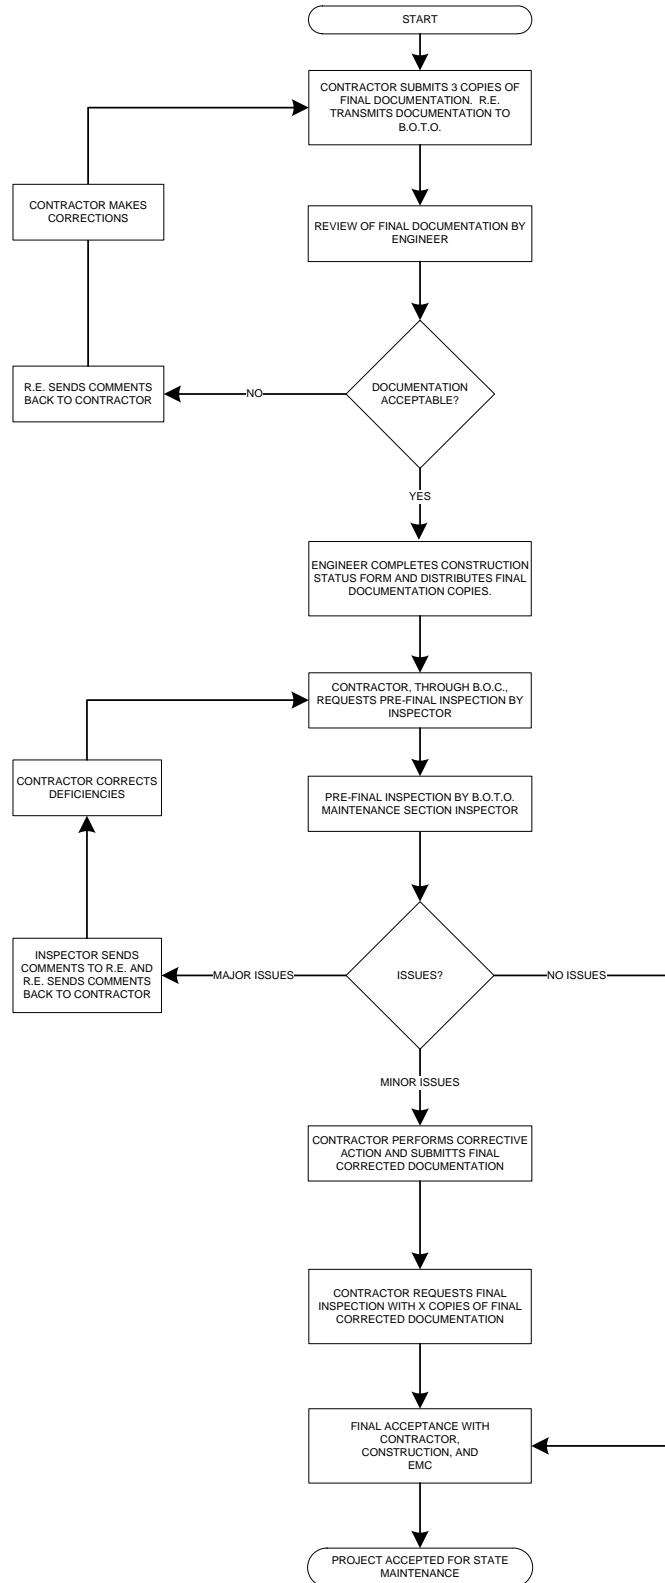 START
CONTRACTOR SUBMITS 3 COPIES OF
FINAL DOCUMENTATION. R.E.
TRANSMITS DOCUMENTATION TO
B.O.T.O.
CONTRACTOR MAKES
CORRECTIONS
REVIEW OF FINAL DOCUMENTATION BY
ENGINEER
DOCUMENTATION
ACCEPTABLE?
NO
R.E. SENDS COMMENTS
BACK TO CONTRACTOR
YES
ENGINEER COMPLETES CONSTRUCTION
STATUS FORM AND DISTRIBUTES FINAL
DOCUMENTATION COPIES.
CONTRACTOR, THROUGH B.O.C.,
REQUESTS PRE-FINAL INSPECTION BY
INSPECTOR
CONTRACTOR CORRECTS
DEFICIENCIES
PRE-FINAL INSPECTION BY B.O.T.O.
MAINTENANCE SECTION INSPECTOR
INSPECTOR SENDS
COMMENTS TO R.E. AND
R.E. SENDS COMMENTS
BACK TO CONTRACTOR
MAJOR ISSUES
ISSUES?
NO ISSUES
MINOR ISSUES
CONTRACTOR PERFORMS CORRECTIVE
ACTION AND SUBMITTS FINAL
CORRECTED DOCUMENTATION
CONTRACTOR REQUESTS FINAL
INSPECTION WITH X COPIES OF FINAL
CORRECTED DOCUMENTATION
FINAL ACCEPTANCE WITH
CONTRACTOR,
CONSTRUCTION, AND
EMC
PROJECT ACCEPTED FOR STATE
MAINTENANCE